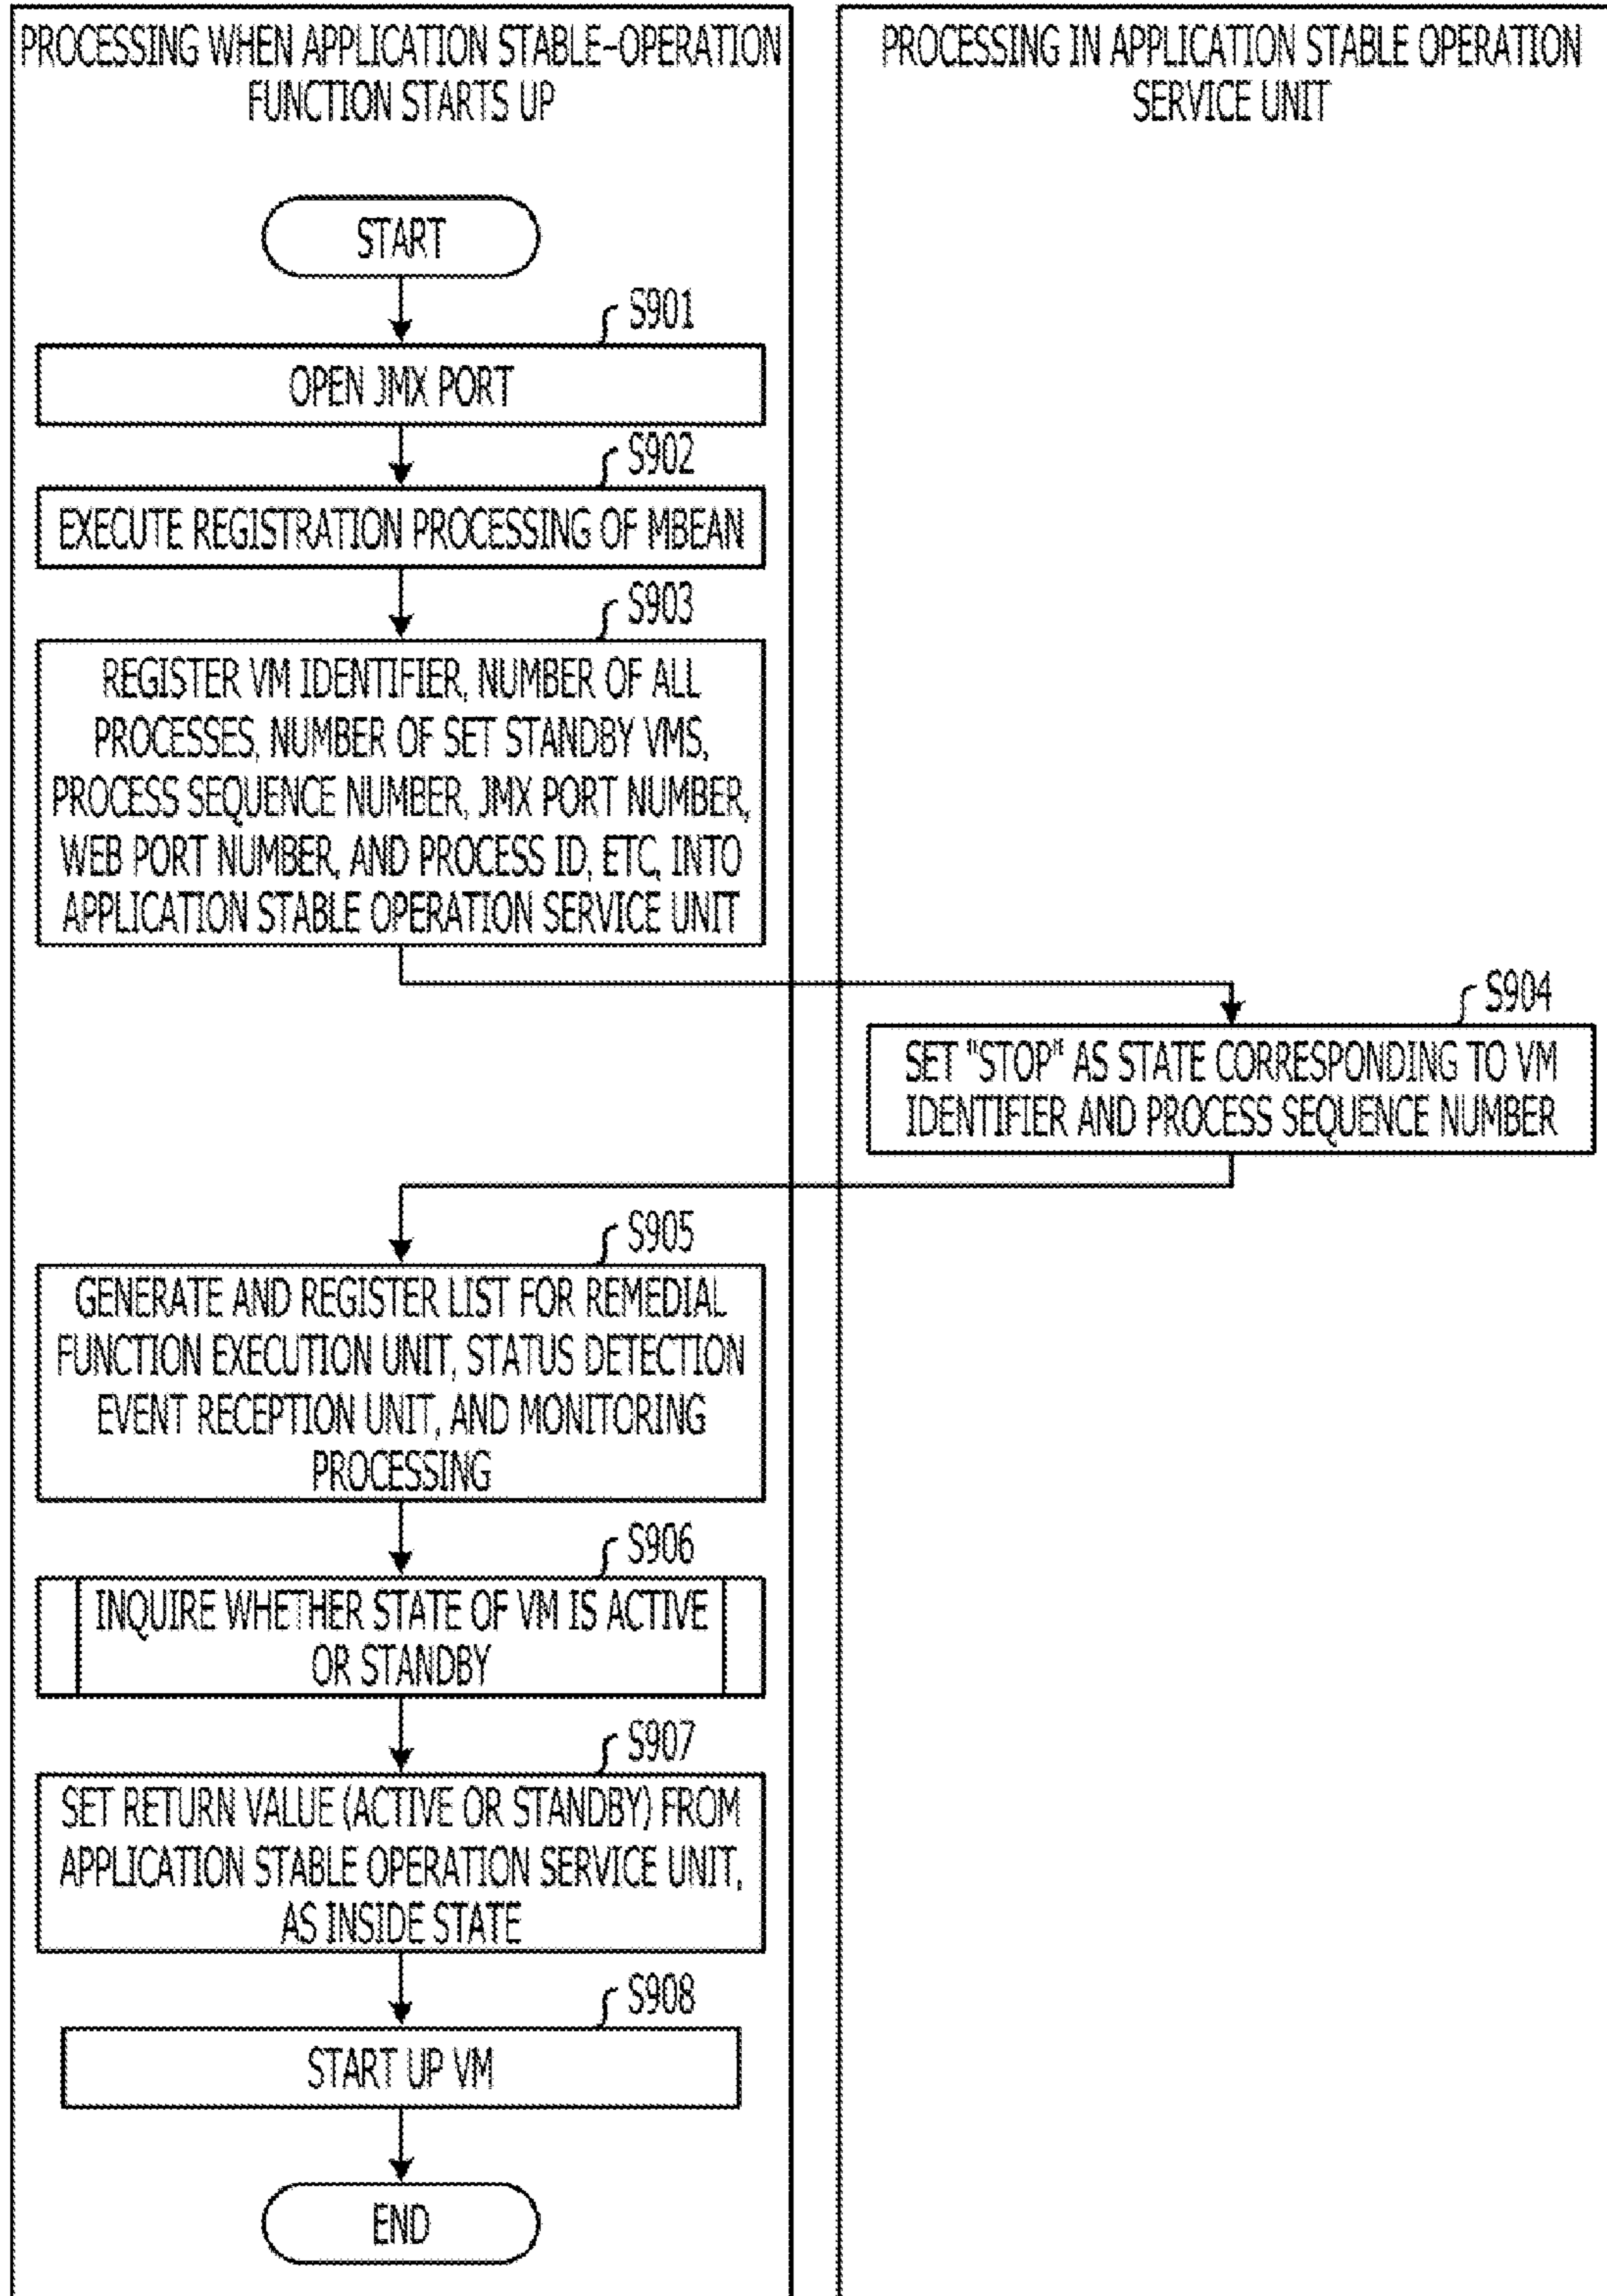 PROCESSING WHEN APPLICATION STABLE-OPERATION
FUNCTION STARTS UP
PROCESSING IN APPLICATION STABLE OPERATION
SERVICE UNIT
START
S901
OPEN JMX PORT
S902
EXECUTE REGISTRATION PROCESSING OF MBEAN
S903
REGISTER VM IDENTIFIER, NUMBER OF ALL
PROCESSES, NUMBER OF SET STANDBY VMS,
PROCESS SEQUENCE NUMBER, JMX PORT NUMBER,
WEB PORT NUMBER, AND PROCESS ID, ETC, INTO
APPLICATION STABLE OPERATION SERVICE UNIT
S904
SET "STOP" AS STATE CORRESPONDING TO VM
IDENTIFIER AND PROCESS SEQUENCE NUMBER
S905
GENERATE AND REGISTER LIST FOR REMEDIAL
FUNCTION EXECUTION UNIT, STATUS DETECTION
EVENT RECEPTION UNIT, AND MONITORING
PROCESSING
S906
INQUIRE WHETHER STATE OF VM IS ACTIVE
OR STANDBY
S907
SET RETURN VALUE (ACTIVE OR STANDBY) FROM
APPLICATION STABLE OPERATION SERVICE UNIT,
AS INSIDE STATE
S908
START UP VM
END